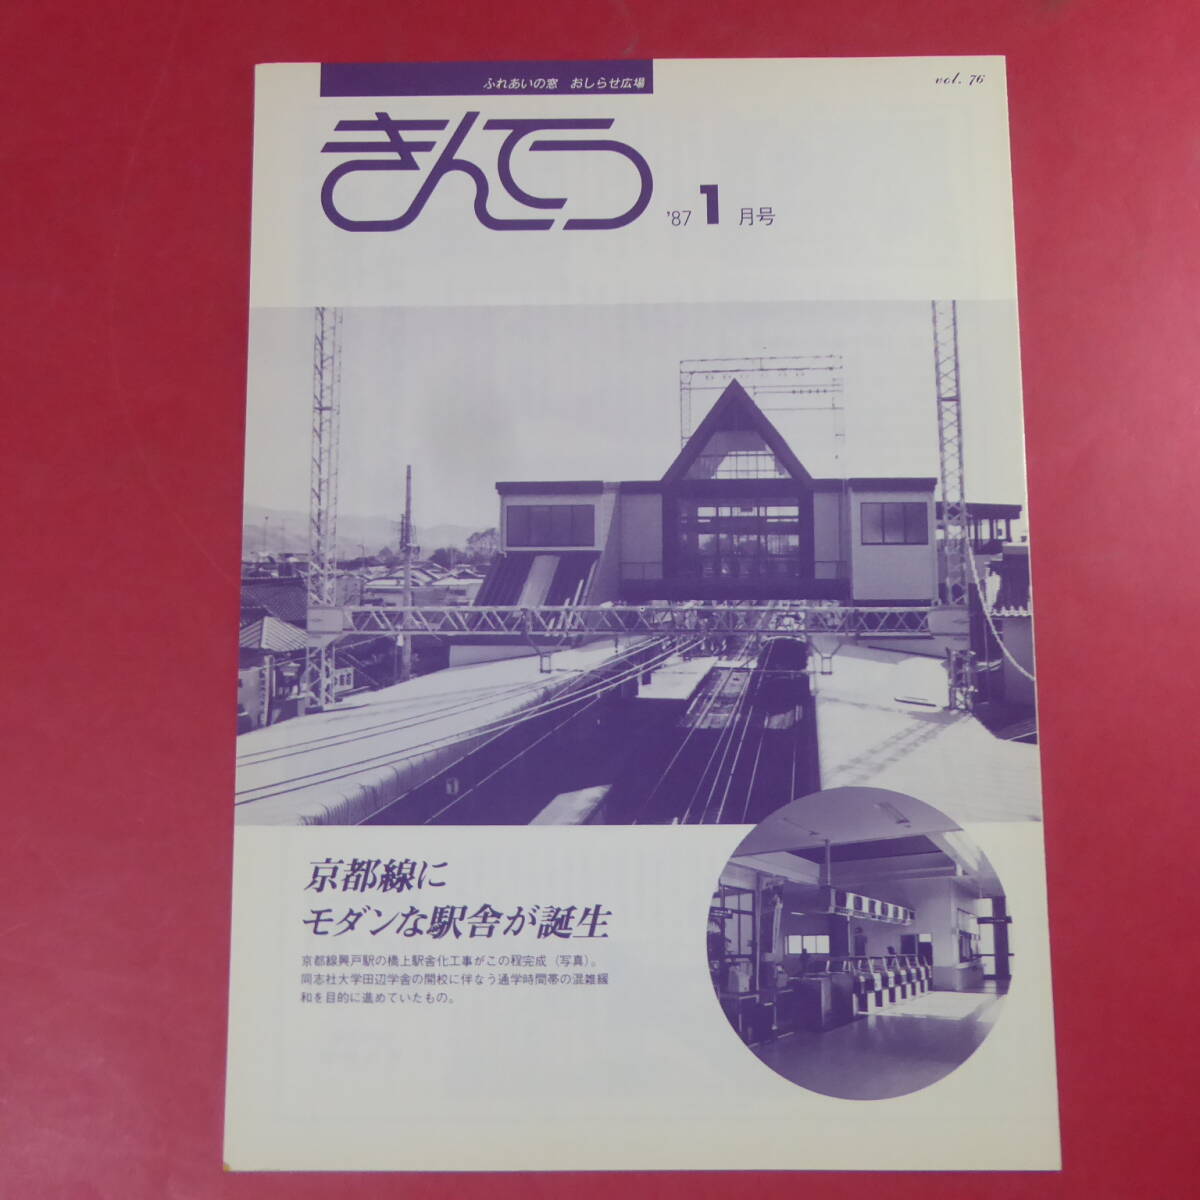 ふれあいの窓　おしらせ広場
vol. 76
きんてつ
'87 1 月号
1
京都線に
モダンな駅舎が誕生
京都線興戸駅の橋上駅舎化工事がこの程完成（写真）。
同志社大学田辺学舎の開校に伴なう通学時間帯の混雑緩
和を目的に進めていたもの。